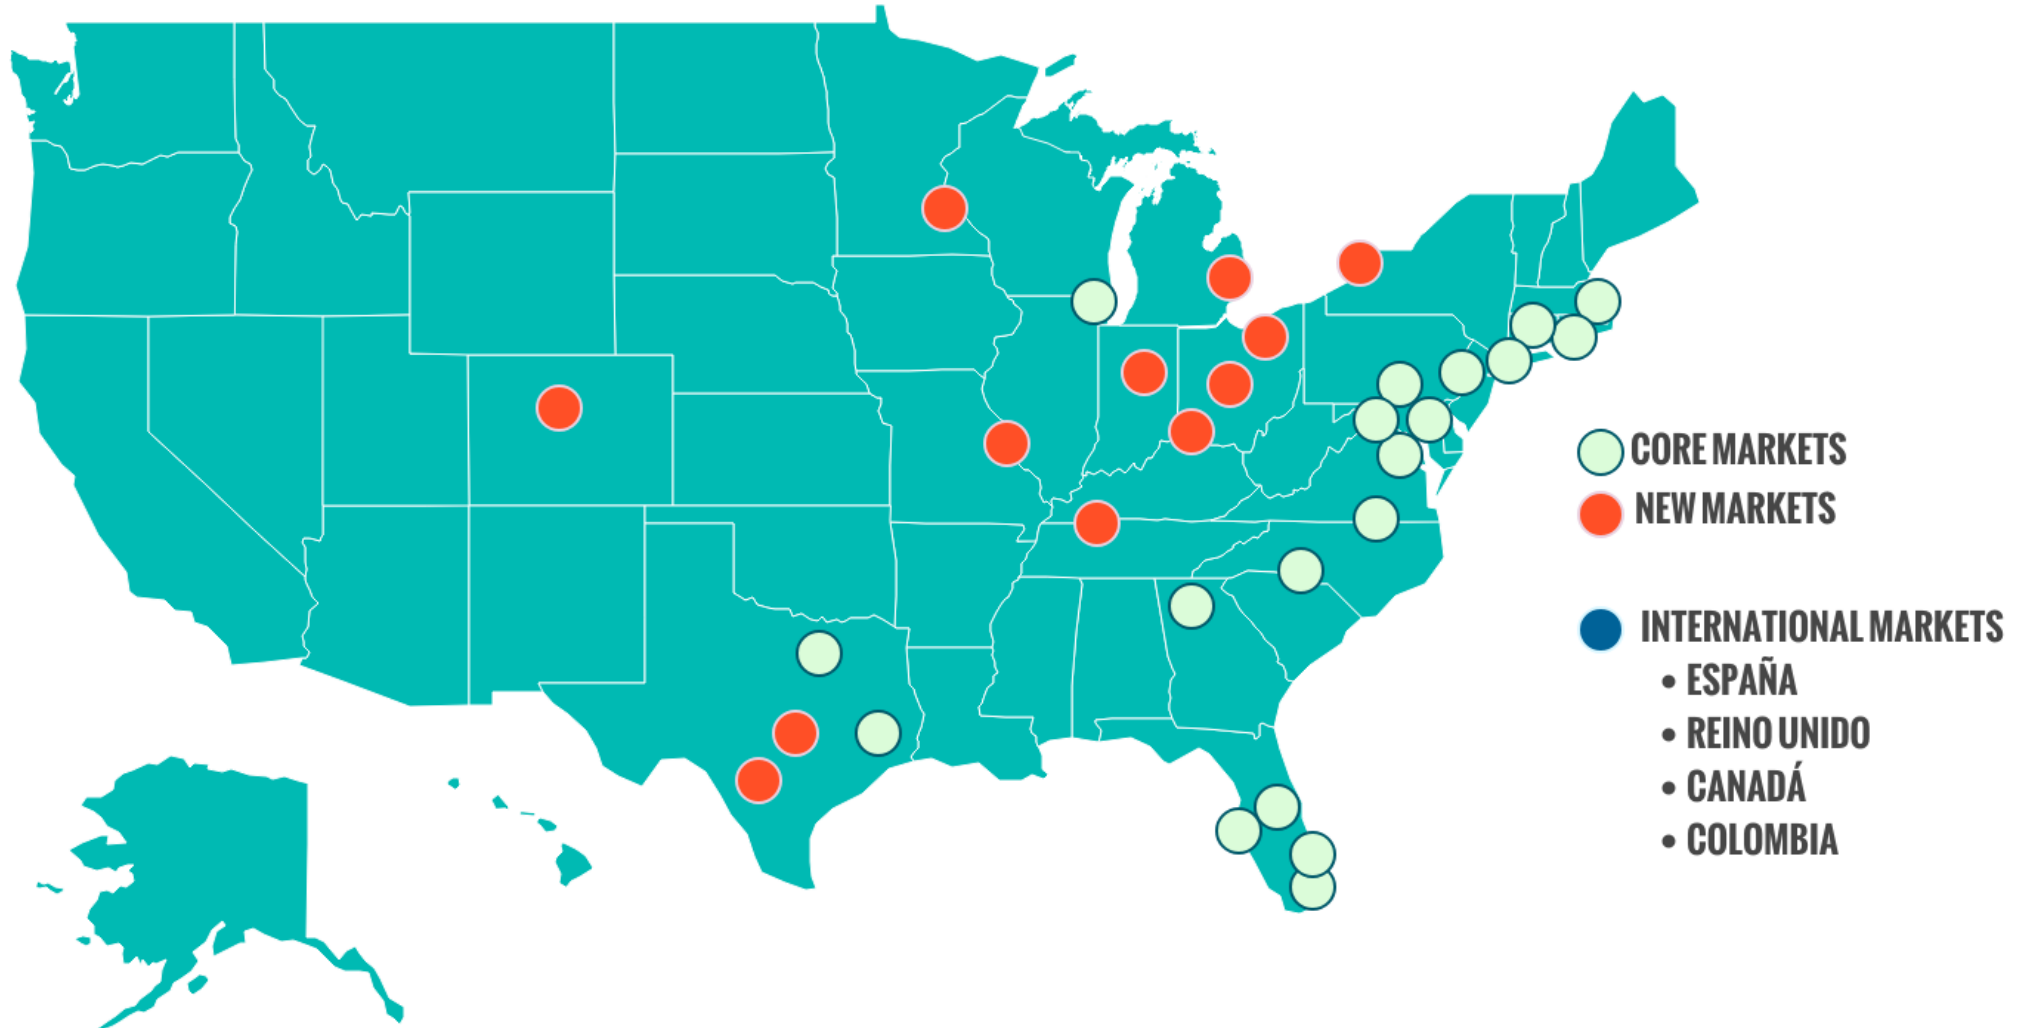 CORE MARKETS
NEW MARKETS
INTERNATIONAL MARKETS
• ESPAÑA
• REINO UNIDO
• CANADÁ
• COLOMBIA